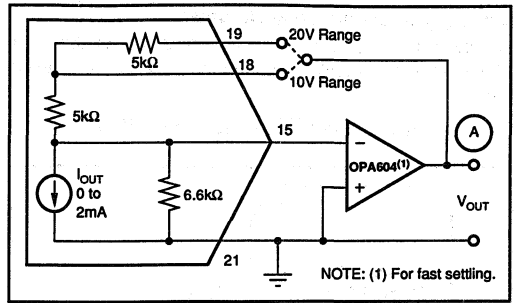 19
20V Range
5kΩ
18
10V Range
5kΩ
15
A
−
OPA604(1)
+
IOUT
0 to
2mA
6.6kΩ
VOUT
21
NOTE: (1) For fast settling.